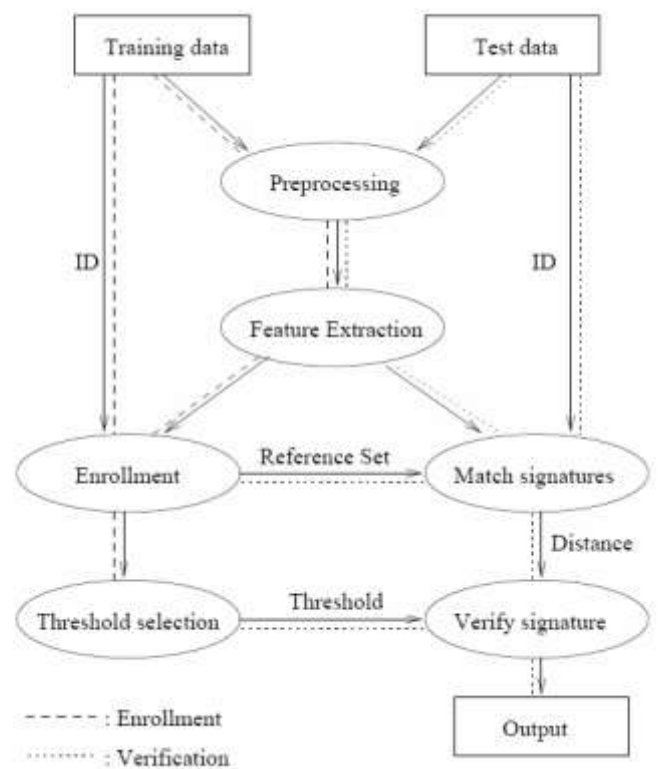 Training data
Test data
Preprocessing
ID
ID
Feature Extraction
Enrollment
Reference Set
Match signatures
Distance
Threshold selection
Threshold
Verify signature
Output
: Enrollment
: Verification